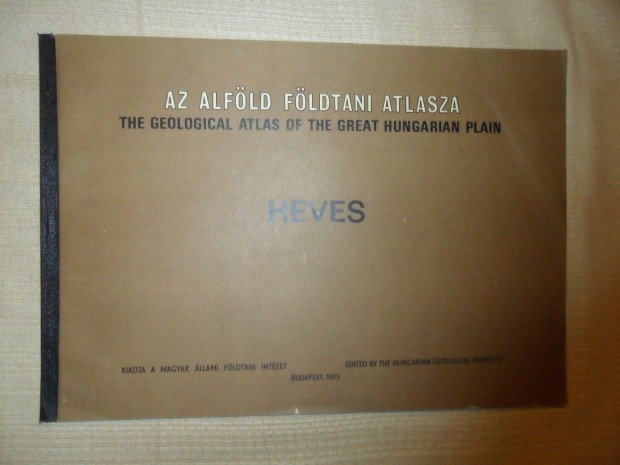 AZ ALFÖLD FÖLDTANI ATLASZA
THE GEOLOGICAL ATLAS OF THE GREAT HUNGARIAN PLAIN
HEVES
KIADJA A MAGYAR ÁLLAMI FÖLDTANI INTÉZET EDITED BY THE HUNGARIAN GEOLOGICAL INSTITUTE
BUDAPEST, 1975